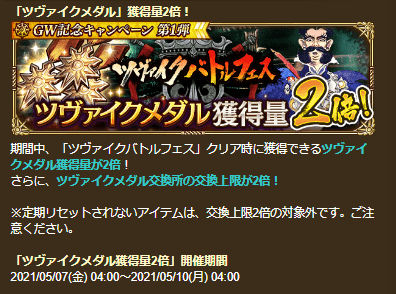 「ツヴァイクメダル」獲得量2倍！
GW記念キャンペーン 第1弾
ツヴァイクバトルフェス
ツヴァイクメダル獲得量2倍!
期間中、「ツヴァイクバトルフェス」クリア時に獲得できるツヴァイ
クメダル獲得量が2倍！
さらに、ツヴァイクメダル交換所の交換上限が2倍！
※定期リセットされないアイテムは、交換上限2倍の対象外です。ご注
意ください。
「ツヴァイクメダル獲得量2倍」開催期間
2021/05/07(金) 04:00～2021/05/10(月) 04:00